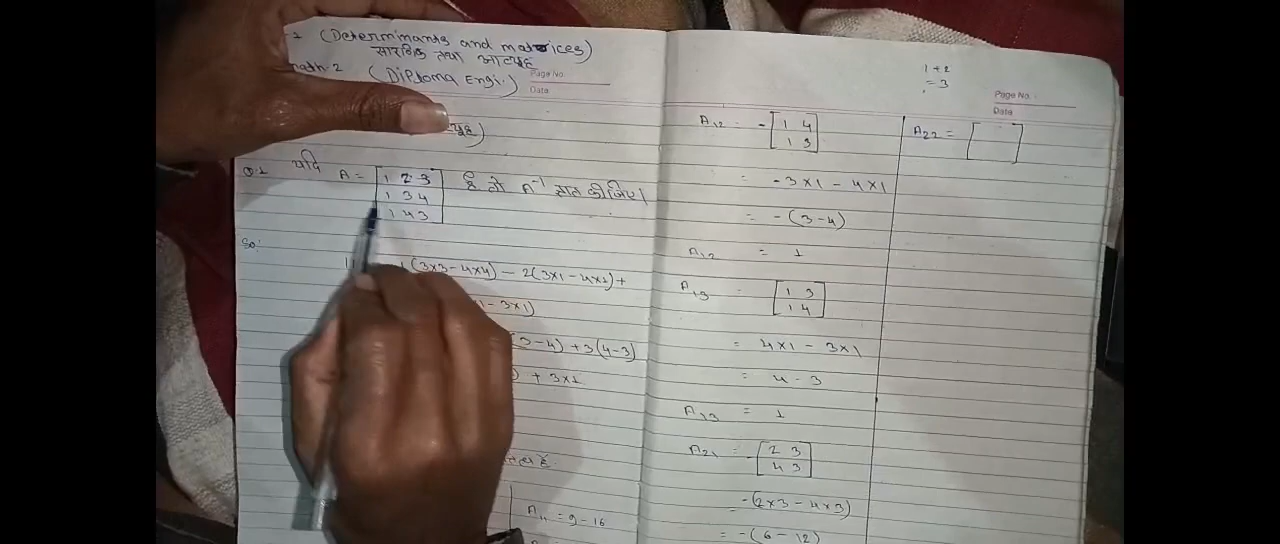 (Determinants and matrices)
सारणिक तथा आव्यूह
math-2 (Diploma Engi.)
Page No.
Date
Q.1 यदि A = [1 2 3
1 3 4
1 4 3] है तो A⁻¹ ज्ञात कीजिए।
So:
1(3×3-4×4) - 2(3×1-4×1)+
1-3×1)
(3-4) + 3(4-3)
+ 3×1
A₁₁ = 9-16
A₁₂ = -[1 4
1 3]
= -3×1-4×1
= -(3-4)
A₁₂ = 1
A₁₃ = [1 3
1 4]
= 4×1 - 3×1
= 4-3
A₁₃ = 1
A₂₁ = -[2 3
4 3]
= -(2×3-4×3)
= -(6-12)
1+2
= 3
Page No.
Date
A₂₂ = [ ]